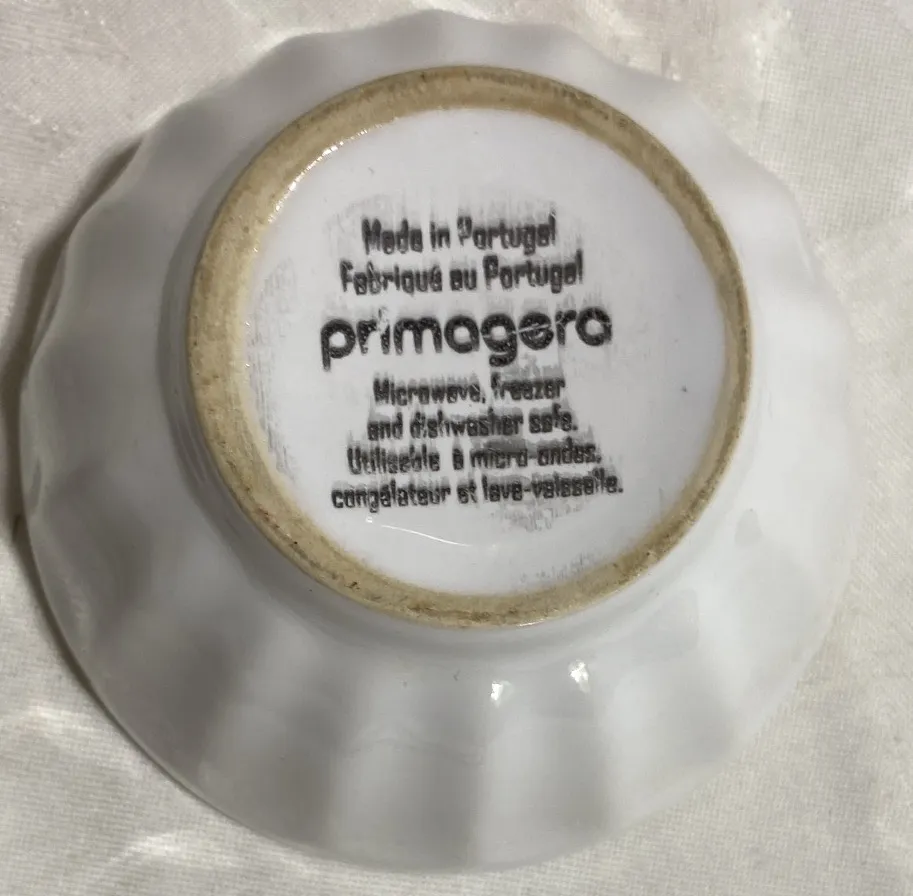 Made in Portugal
Fabriqué au Portugal
primagera
Microwave, freezer
and dishwasher safe.
Utilisable à micro-ondes,
congélateur et lave-vaisselle.